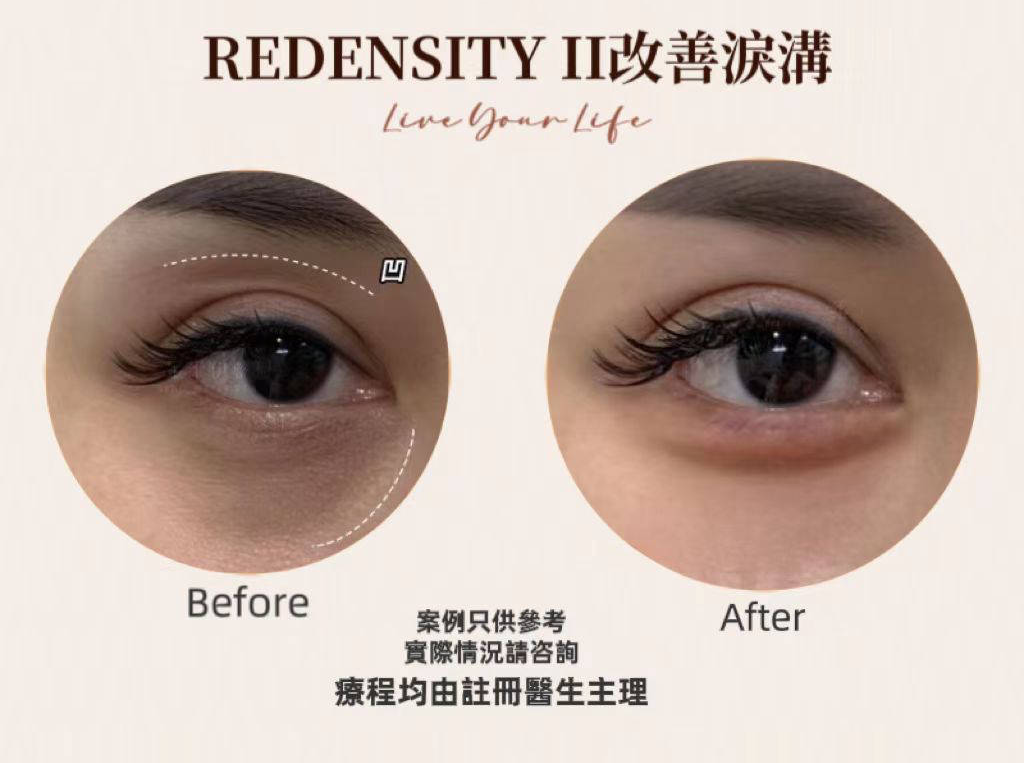 REDENSITY II改善淚溝
Live Your Life
凹
Before
After
案例只供參考
實際情況請咨詢
療程均由註冊醫生主理